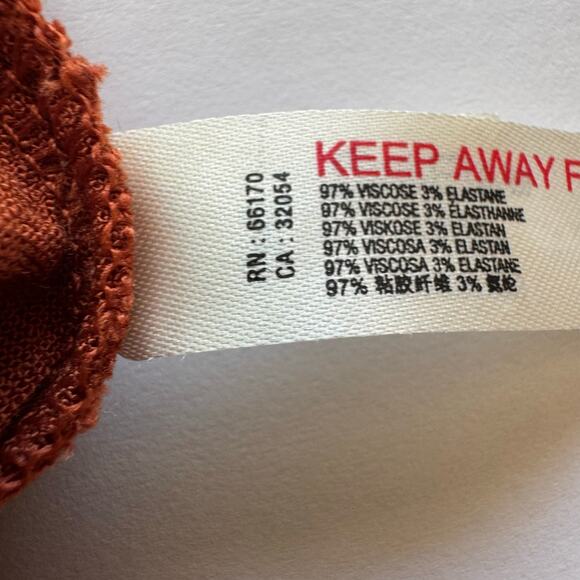 RN : 66170
CA : 32054
KEEP AWAY F
97% VISCOSE 3% ELASTANE
97% VISCOSE 3% ELASTHANNE
97% VISKOSE 3% ELASTAN
97% VISCOSA 3% ELASTAN
97% VISCOSA 3% ELASTANE
97% 粘胶纤维 3% 氨纶